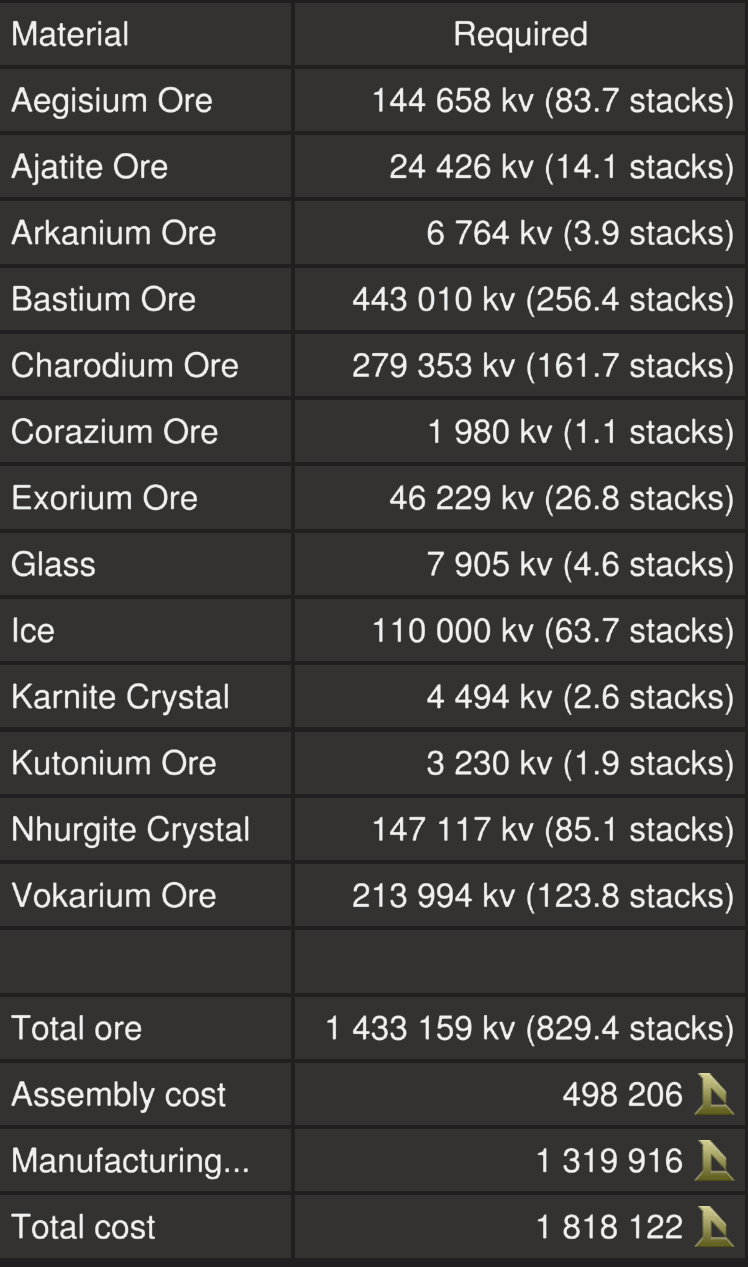 Material Required
Aegisium Ore 144 658 kv (83.7 stacks)
Ajatite Ore 24 426 kv (14.1 stacks)
Arkanium Ore 6 764 kv (3.9 stacks)
Bastium Ore 443 010 kv (256.4 stacks)
Charodium Ore 279 353 kv (161.7 stacks)
Corazium Ore 1 980 kv (1.1 stacks)
Exorium Ore 46 229 kv (26.8 stacks)
Glass 7 905 kv (4.6 stacks)
Ice 110 000 kv (63.7 stacks)
Karnite Crystal 4 494 kv (2.6 stacks)
Kutonium Ore 3 230 kv (1.9 stacks)
Nhurgite Crystal 147 117 kv (85.1 stacks)
Vokarium Ore 213 994 kv (123.8 stacks)
Total ore 1 433 159 kv (829.4 stacks)
Assembly cost 498 206
Manufacturing... 1 319 916
Total cost 1 818 122